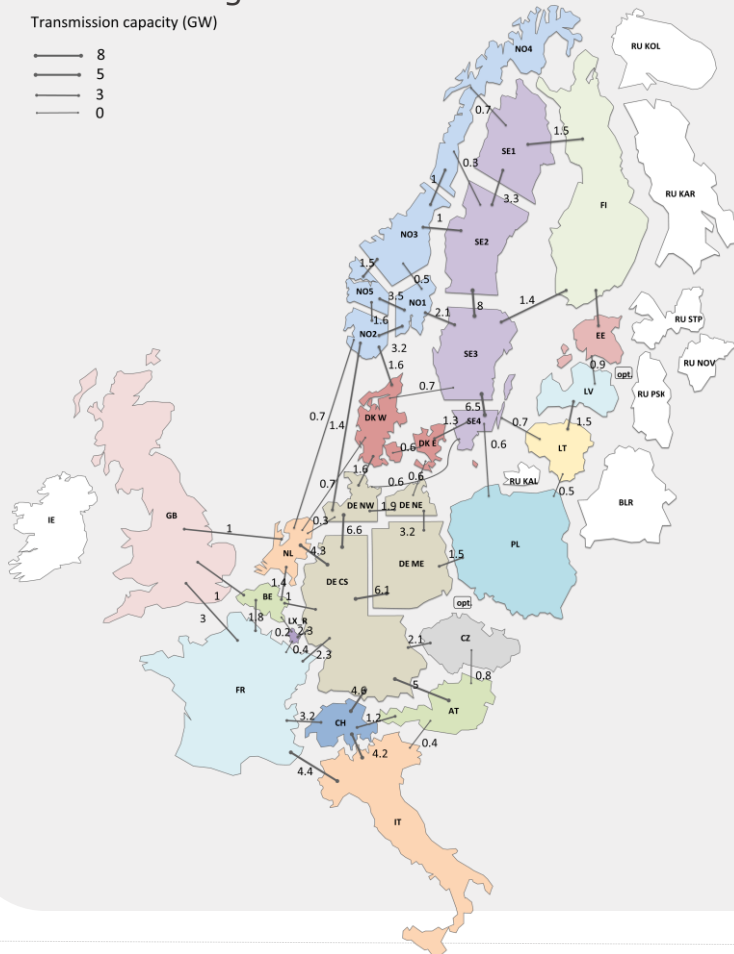 Transmission capacity (GW)
8
5
3
0
NO4
RU KOL
0.7
SE1
1.5
0.3
1
3.3
RU KAR
FI
NO3
1
SE2
1.5
0.5
NO5
3.5
NO1
1.6
2.1
8
1.4
NO2
3.2
RU STP
EE
RU NOV
1.6
SE3
0.9
opt.
0.7
LV
RU PSK
0.7
1.4
DK W
6.5
1.3
SE4
0.7
1.5
DK E
0.6
0.6
LT
1.6
0.6
0.6
RU KAL
0.5
0.7
DE NW
1.9
DE NE
BLR
IE
GB
1
0.3
6.6
3.2
NL
4.3
PL
DE CS
DE ME
1.5
1.4
1
BE
1
6.1
opt.
3
1.8
LX_R
0.2
2.3
0.4
2.3
2.1
CZ
FR
4.6
5
0.8
3.2
CH
1.2
AT
4.2
0.4
4.4
IT